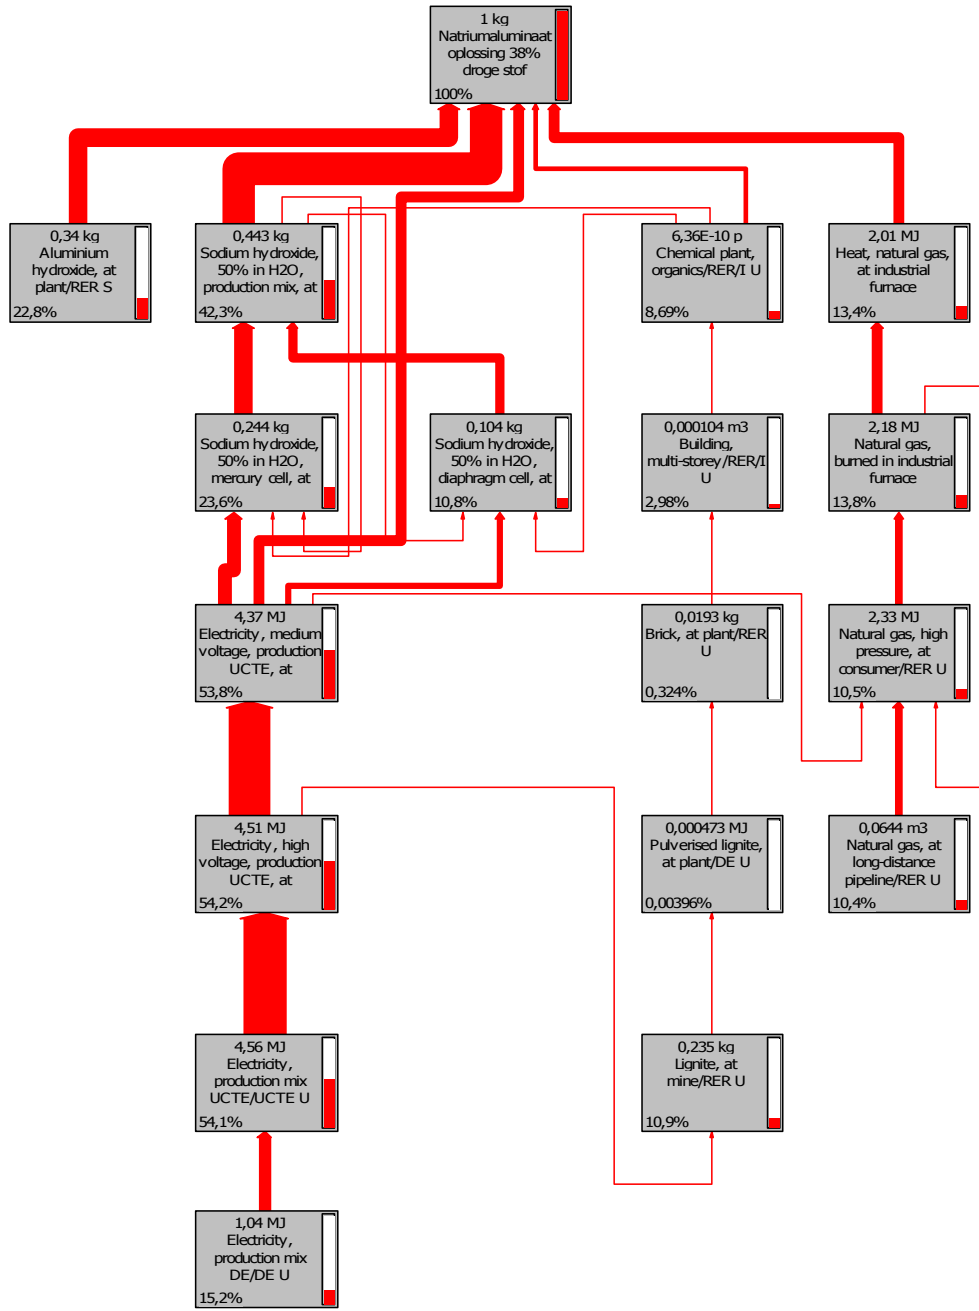 1 kg
Natriumaluminaat
oplossing 38%
droge stof
100%
0,34 kg
Aluminium
hydroxide, at
plant/RER S
22,8%
0,443 kg
Sodium hydroxide,
50% in H2O,
production mix, at
42,3%
6,36E-10 p
Chemical plant,
organics/RER/I U
8,69%
2,01 MJ
Heat, natural gas,
at industrial
furnace
13,4%
0,244 kg
Sodium hydroxide,
50% in H2O,
mercury cell, at
23,6%
0,104 kg
Sodium hydroxide,
50% in H2O,
diaphragm cell, at
10,8%
0,000104 m3
Building,
multi-storey/RER/I
U
2,98%
2,18 MJ
Natural gas,
burned in industrial
furnace
13,8%
4,37 MJ
Electricity, medium
voltage, production
UCTE, at
53,8%
0,0193 kg
Brick, at plant/RER
U
0,324%
2,33 MJ
Natural gas, high
pressure, at
consumer/RER U
10,5%
4,51 MJ
Electricity, high
voltage, production
UCTE, at
54,2%
0,000473 MJ
Pulverised lignite,
at plant/DE U
0,00396%
0,0644 m3
Natural gas, at
long-distance
pipeline/RER U
10,4%
4,56 MJ
Electricity,
production mix
UCTE/UCTE U
54,1%
0,235 kg
Lignite, at
mine/RER U
10,9%
1,04 MJ
Electricity,
production mix
DE/DE U
15,2%